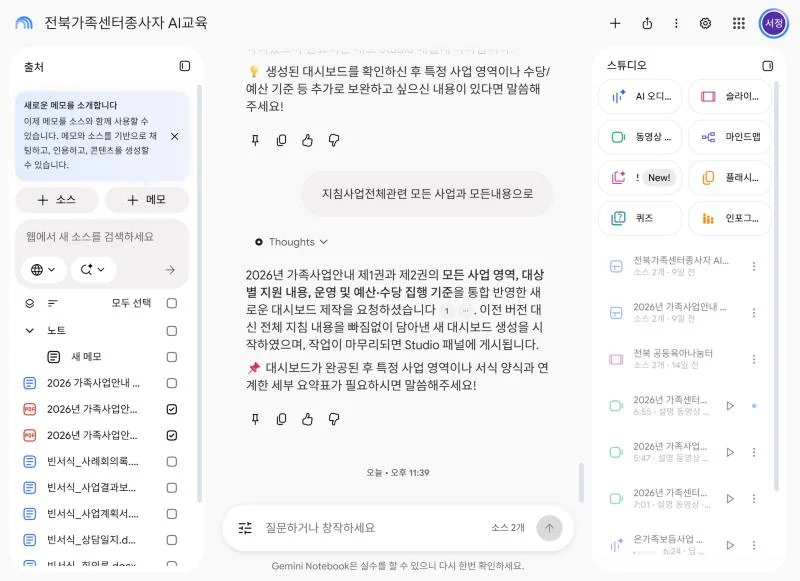 전북가족센터종사자 AI교육
서정
출처
새로운 메모를 소개합니다
이제 메모를 소스와 함께 사용할 수
있습니다. 메모와 소스를 기반으로 채
팅하고, 인용하고, 콘텐츠를 생성할
수 있습니다.
+ 소스
+ 메모
웹에서 새 소스를 검색하세요
모두 선택
노트
새 메모
2026 가족사업안내 ...
PDF 2026년 가족사업안...
PDF 2026년 가족사업안...
빈서식_사례회의록....
빈서식_사업결과보...
빈서식_사업계획서....
빈서식_상담일지.d...
빈서식_회의록.docx
💡 생성된 대시보드를 확인하신 후 특정 사업 영역이나 수당/
예산 기준 등 추가로 보완하고 싶으신 내용이 있다면 말씀해
주세요!
지침사업전체관련 모든 사업과 모든내용으로
Thoughts
2026년 가족사업안내 제1권과 제2권의 모든 사업 영역, 대상
별 지원 내용, 운영 및 예산·수당 집행 기준을 통합 반영한 새
로운 대시보드 제작을 요청하셨습니다 1 ... . 이전 버전 대
신 전체 지침 내용을 빠짐없이 담아낸 새 대시보드 생성을 시
작하였으며, 작업이 마무리되면 Studio 패널에 게시됩니다.
📌 대시보드가 완공된 후 특정 사업 영역이나 서식 양식과 연
계한 세부 요약표가 필요하시면 말씀해주세요!
오늘 • 오후 11:39
질문하거나 창작하세요
소스 2개
Gemini Notebook은 실수를 할 수 있으니 다시 한번 확인하세요.
스튜디오
AI 오디...
슬라이...
동영상 ...
마인드맵
! New!
플래시...
퀴즈
인포그...
전북가족센터종사자 AI...
소스 2개 · 9일 전
2026년 가족사업안내 ...
소스 2개 · 9일 전
전북 공동육아나눔터
소스 2개 · 14일 전
2026년 가족센터...
6:55 · 설명 동영상 ...
2026년 가족사업...
5:47 · 설명 동영상 ...
2026년 가족센터...
7:01 · 설명 동영상 ...
온가족보듬사업 ...
6:24 · 딥 ...